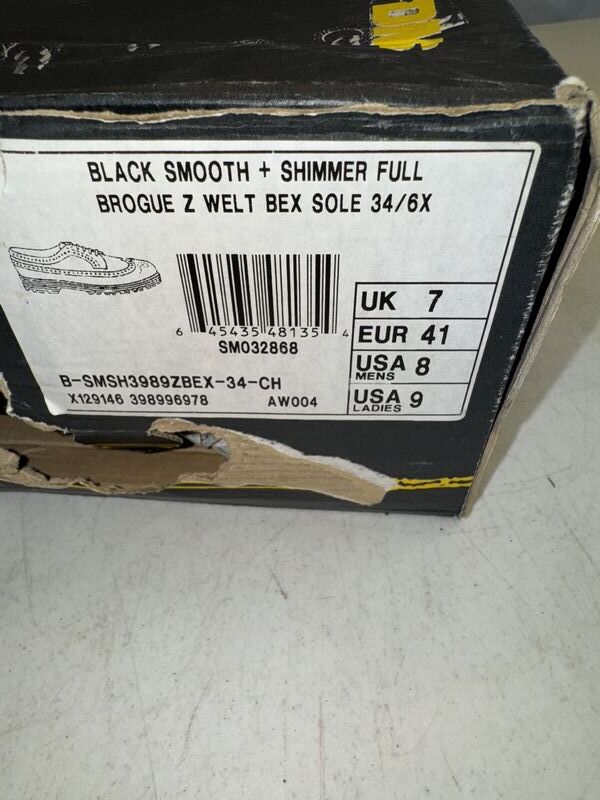 BLACK SMOOTH + SHIMMER FULL
BROGUE Z WELT BEX SOLE 34/6X
6 45435 48135 4
SM032868
B-SMSH3989ZBEX-34-CH
X129146 398996978 AW004
UK 7
EUR 41
USA 8
MENS
USA 9
LADIES